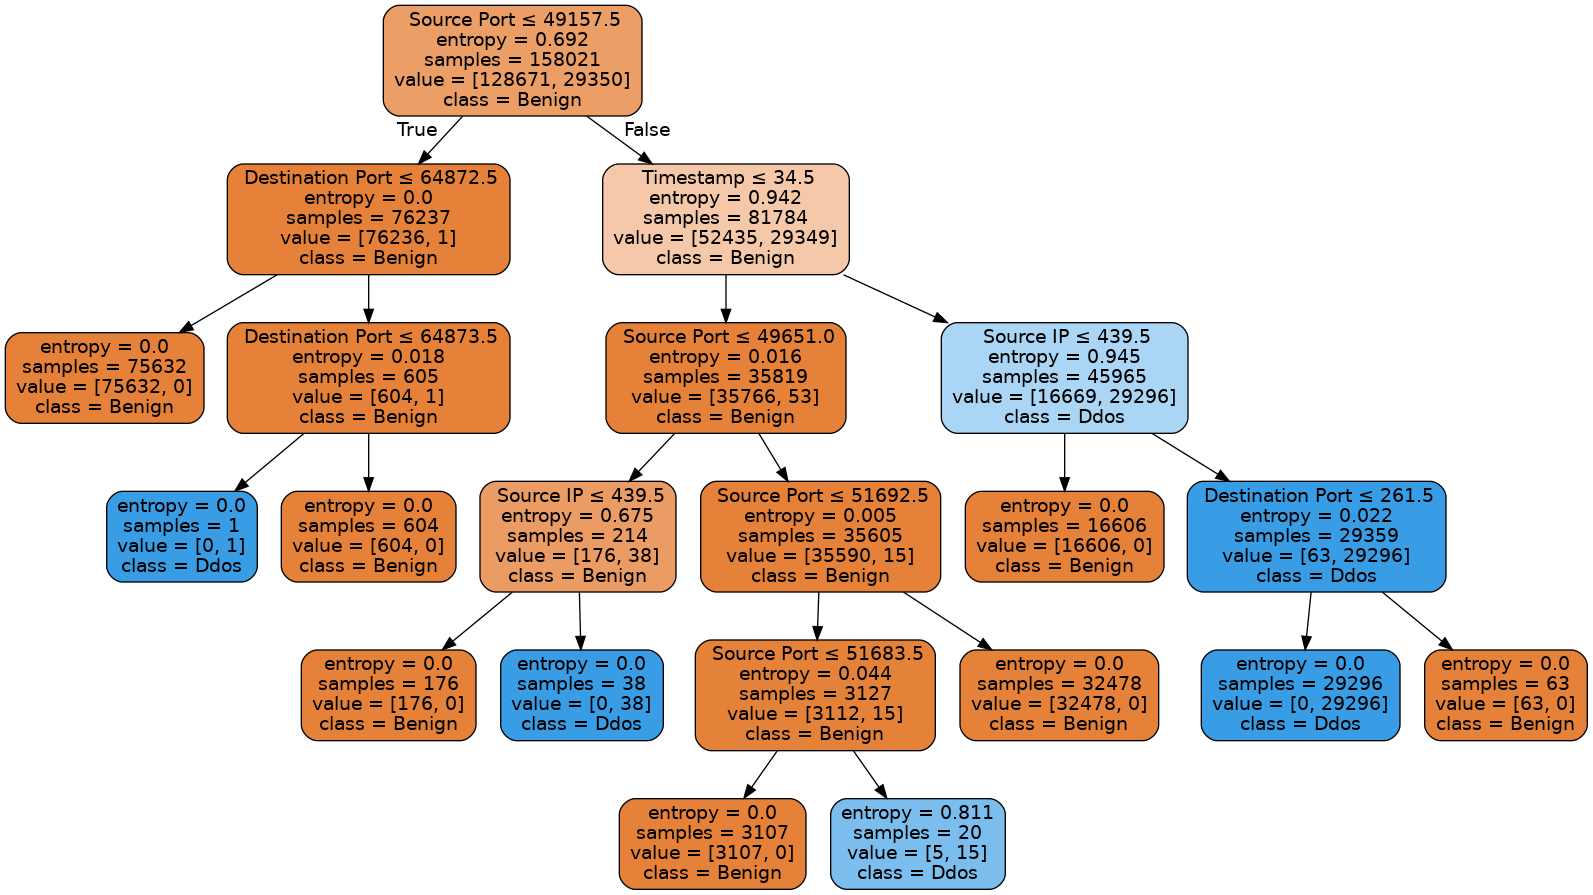 Source Port ≤ 49157.5
entropy = 0.692
samples = 158021
value = [128671, 29350]
class = Benign
True
False
Destination Port ≤ 64872.5
entropy = 0.0
samples = 76237
value = [76236, 1]
class = Benign
Timestamp ≤ 34.5
entropy = 0.942
samples = 81784
value = [52435, 29349]
class = Benign
entropy = 0.0
samples = 75632
value = [75632, 0]
class = Benign
Destination Port ≤ 64873.5
entropy = 0.018
samples = 605
value = [604, 1]
class = Benign
Source Port ≤ 49651.0
entropy = 0.016
samples = 35819
value = [35766, 53]
class = Benign
Source IP ≤ 439.5
entropy = 0.945
samples = 45965
value = [16669, 29296]
class = Ddos
entropy = 0.0
samples = 1
value = [0, 1]
class = Ddos
entropy = 0.0
samples = 604
value = [604, 0]
class = Benign
Source IP ≤ 439.5
entropy = 0.675
samples = 214
value = [176, 38]
class = Benign
Source Port ≤ 51692.5
entropy = 0.005
samples = 35605
value = [35590, 15]
class = Benign
entropy = 0.0
samples = 16606
value = [16606, 0]
class = Benign
Destination Port ≤ 261.5
entropy = 0.022
samples = 29359
value = [63, 29296]
class = Ddos
entropy = 0.0
samples = 176
value = [176, 0]
class = Benign
entropy = 0.0
samples = 38
value = [0, 38]
class = Ddos
Source Port ≤ 51683.5
entropy = 0.044
samples = 3127
value = [3112, 15]
class = Benign
entropy = 0.0
samples = 32478
value = [32478, 0]
class = Benign
entropy = 0.0
samples = 29296
value = [0, 29296]
class = Ddos
entropy = 0.0
samples = 63
value = [63, 0]
class = Benign
entropy = 0.0
samples = 3107
value = [3107, 0]
class = Benign
entropy = 0.811
samples = 20
value = [5, 15]
class = Ddos